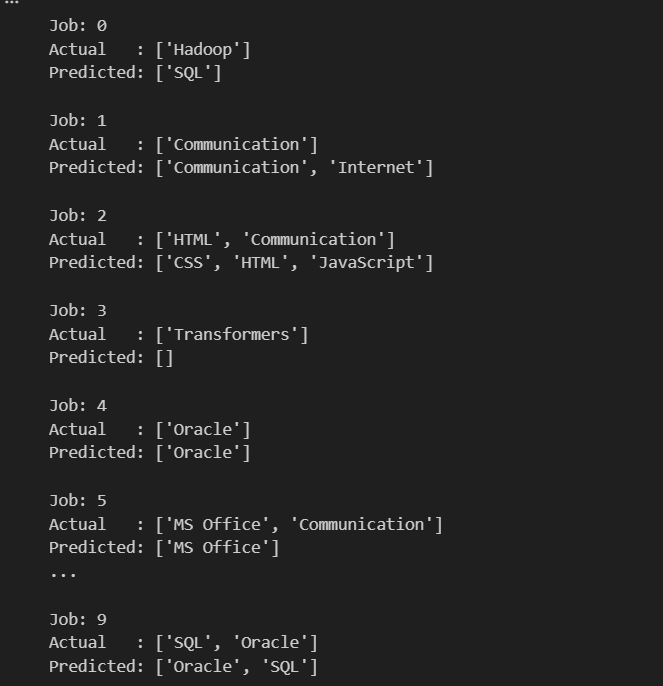 ...
Job: 0
Actual   : ['Hadoop']
Predicted: ['SQL']
Job: 1
Actual   : ['Communication']
Predicted: ['Communication', 'Internet']
Job: 2
Actual   : ['HTML', 'Communication']
Predicted: ['CSS', 'HTML', 'JavaScript']
Job: 3
Actual   : ['Transformers']
Predicted: []
Job: 4
Actual   : ['Oracle']
Predicted: ['Oracle']
Job: 5
Actual   : ['MS Office', 'Communication']
Predicted: ['MS Office']
...
Job: 9
Actual   : ['SQL', 'Oracle']
Predicted: ['Oracle', 'SQL']